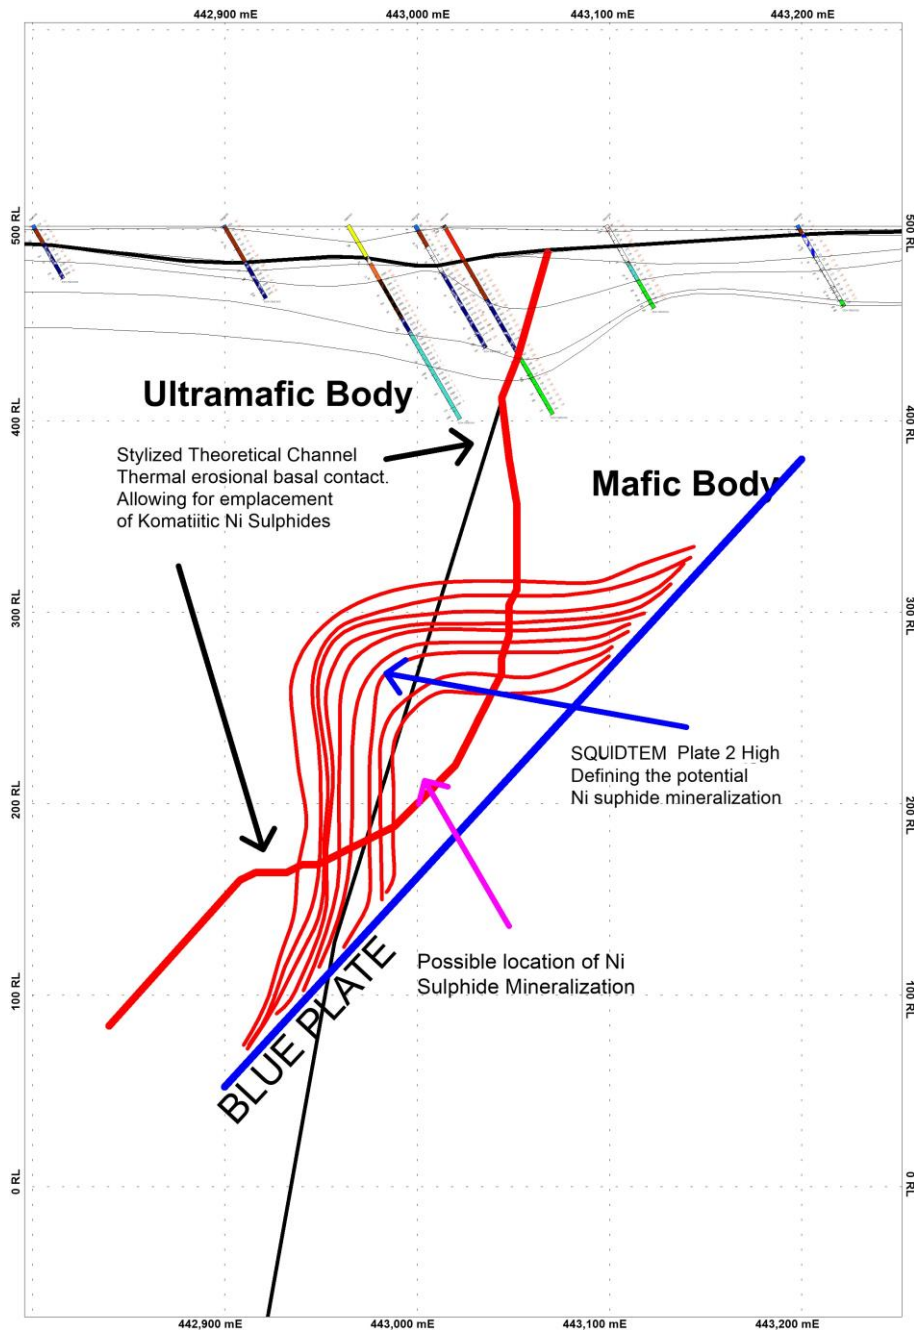 442,900 mE 443,000 mE 443,100 mE 443,200 mE
500 RL 500 RL
Ultramafic Body
400 RL 400 RL
Stylized Theoretical Channel
Thermal erosional basal contact.
Allowing for emplacement
of Komatiitic Ni Sulphides
Mafic Body
300 RL 300 RL
SQUIDTEM Plate 2 High
Defining the potential
Ni suphide mineralization
200 RL 200 RL
Possible location of Ni
Sulphide Mineralization
BLUE PLATE
100 RL 100 RL
0 RL 0 RL
442,900 mE 443,000 mE 443,100 mE 443,200 mE